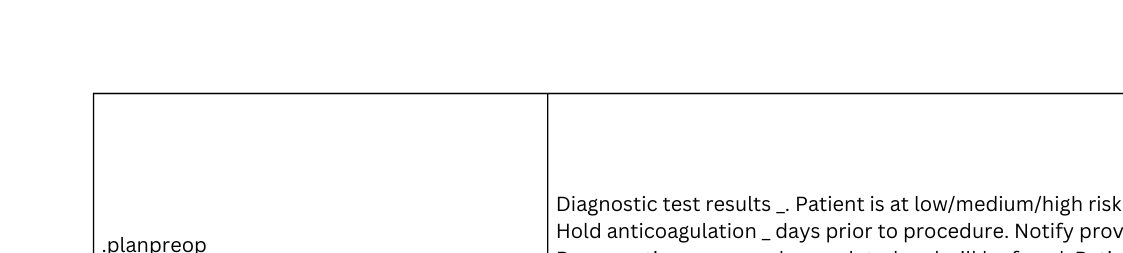 Diagnostic test results _. Patient is at low/medium/high risk
Hold anticoagulation _ days prior to procedure. Notify prov
.planpreop